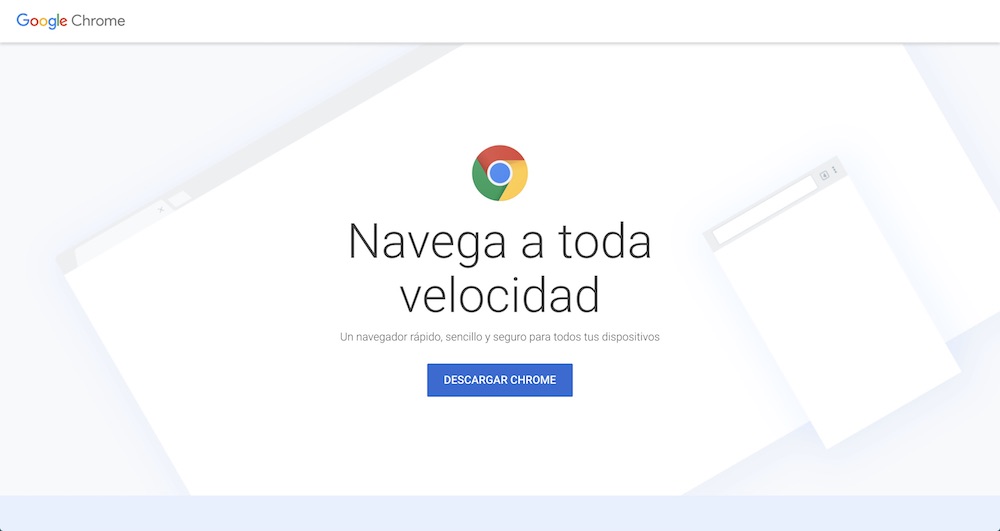 Google Chrome
Navega a toda
velocidad
Un navegador rápido, sencillo y seguro para todos tus dispositivos
DESCARGAR CHROME